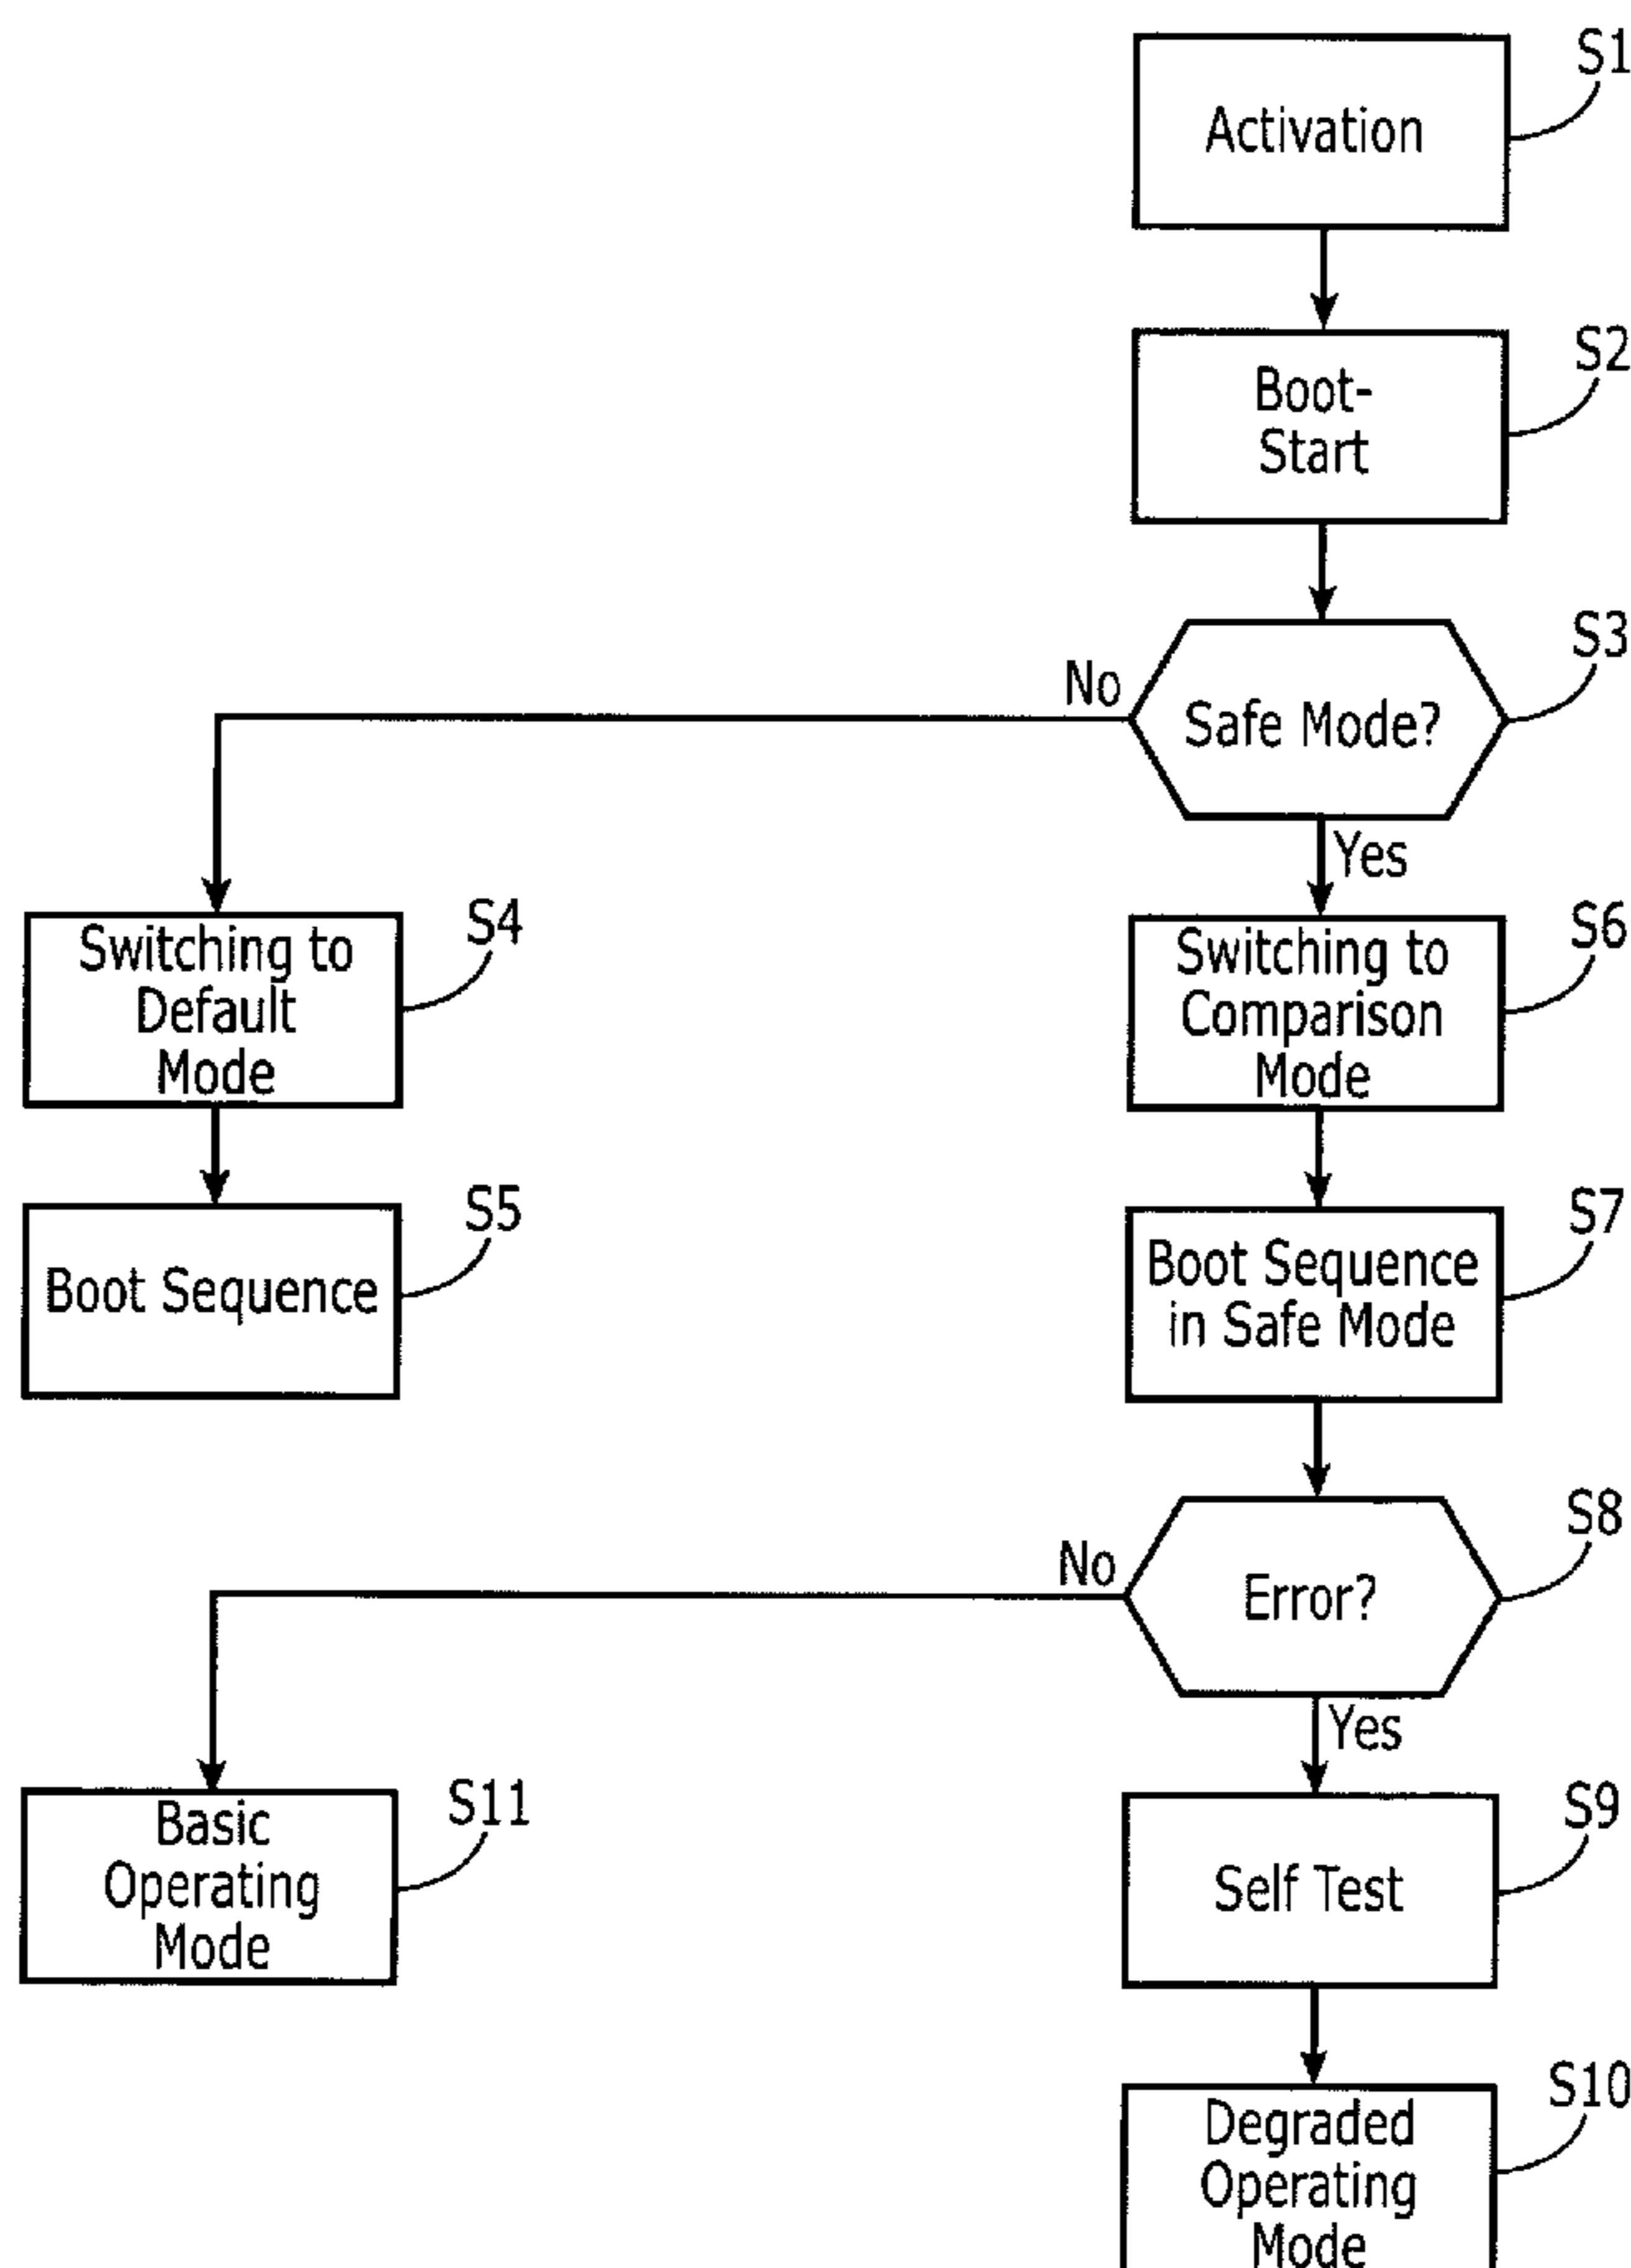 S1
Activation
S2
Boot-
Start
S3
Safe Mode?
No
Yes
S4
Switching to
Default
Mode
S6
Switching to
Comparison
Mode
S5
Boot Sequence
S7
Boot Sequence
in Safe Mode
S8
Error?
No
Yes
S11
Basic
Operating
Mode
S9
Self Test
S10
Degraded
Operating
Mode